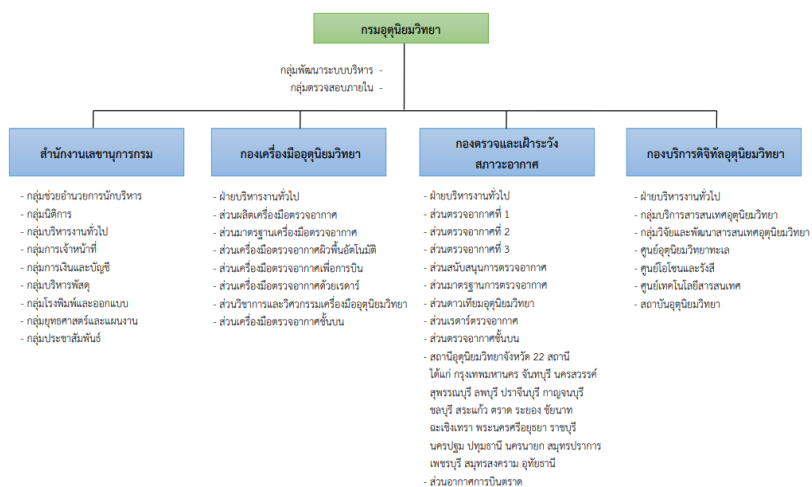 กรมอุตุนิยมวิทยา
กลุ่มพัฒนาระบบบริหาร -
กลุ่มตรวจสอบภายใน -
สำนักงานเลขานุการกรม
- กลุ่มช่วยอำนวยการนักบริหาร
- กลุ่มนิติการ
- กลุ่มบริหารงานทั่วไป
- กลุ่มการเจ้าหน้าที่
- กลุ่มการเงินและบัญชี
- กลุ่มบริหารพัสดุ
- กลุ่มโรงพิมพ์และออกแบบ
- กลุ่มยุทธศาสตร์และแผนงาน
- กลุ่มประชาสัมพันธ์
กองเครื่องมืออุตุนิยมวิทยา
- ฝ่ายบริหารงานทั่วไป
- ส่วนผลิตเครื่องมือตรวจอากาศ
- ส่วนมาตรฐานเครื่องมือตรวจอากาศ
- ส่วนเครื่องมือตรวจอากาศผิวพื้นอัตโนมัติ
- ส่วนเครื่องมือตรวจอากาศเพื่อการบิน
- ส่วนเครื่องมือตรวจอากาศด้วยเรดาร์
- ส่วนวิชาการและวิศวกรรมเครื่องมืออุตุนิยมวิทยา
- ส่วนเครื่องมือตรวจอากาศชั้นบน
กองตรวจและเฝ้าระวัง
สภาวะอากาศ
- ฝ่ายบริหารงานทั่วไป
- ส่วนตรวจอากาศที่ 1
- ส่วนตรวจอากาศที่ 2
- ส่วนตรวจอากาศที่ 3
- ส่วนสนับสนุนการตรวจอากาศ
- ส่วนมาตรฐานการตรวจอากาศ
- ส่วนดาวเทียมอุตุนิยมวิทยา
- ส่วนเรดาร์ตรวจอากาศ
- ส่วนตรวจอากาศชั้นบน
- สถานีอุตุนิยมวิทยาจังหวัด 22 สถานี
ได้แก่ กรุงเทพมหานคร จันทบุรี นครสวรรค์
สุพรรณบุรี ลพบุรี ปราจีนบุรี กาญจนบุรี
ชลบุรี สระแก้ว ตราด ระยอง ชัยนาท
ฉะเชิงเทรา พระนครศรีอยุธยา ราชบุรี
นครปฐม ปทุมธานี นครนายก สมุทรปราการ
เพชรบุรี สมุทรสงคราม อุทัยธานี
- ส่วนอากาศการบินตราด
กองบริการดิจิทัลอุตุนิยมวิทยา
- ฝ่ายบริหารงานทั่วไป
- กลุ่มบริการสารสนเทศอุตุนิยมวิทยา
- กลุ่มวิจัยและพัฒนาสารสนเทศอุตุนิยมวิทยา
- ศูนย์อุตุนิยมวิทยาทะเล
- ศูนย์โอโซนและรังสี
- ศูนย์เทคโนโลยีสารสนเทศ
- สถาบันอุตุนิยมวิทยา